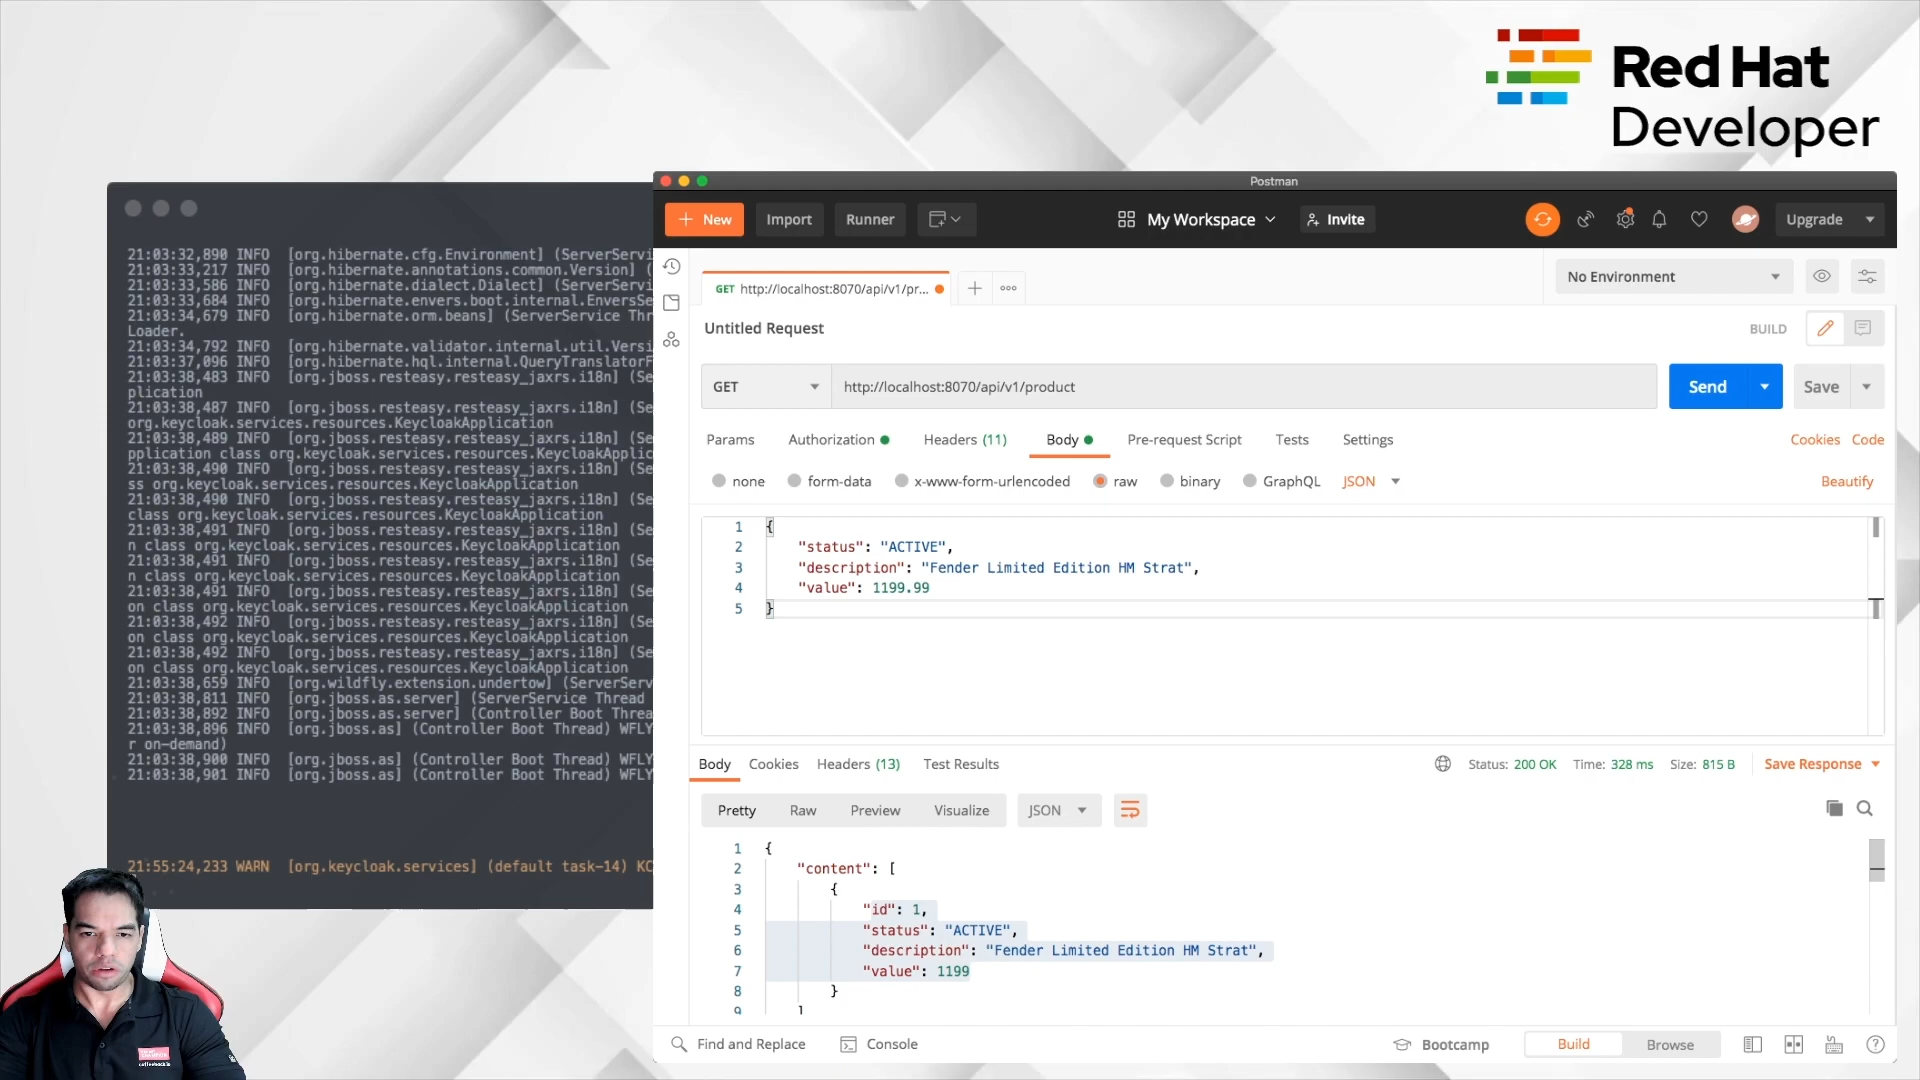 Red Hat
Developer
21:03:32,890 INFO [org.hibernate.cfg.Environment] (ServerServi
21:03:33,217 INFO [org.hibernate.annotations.common.Version] (
21:03:33,586 INFO [org.hibernate.dialect.Dialect] (ServerServi
21:03:33,684 INFO [org.hibernate.envers.boot.internal.EnversSe
21:03:34,679 INFO [org.hibernate.orm.beans] (ServerService Thr
Loader.
21:03:34,792 INFO [org.hibernate.validator.internal.util.Versi
21:03:37,096 INFO [org.hibernate.hql.internal.QueryTranslatorF
21:03:38,483 INFO [org.jboss.resteasy.resteasy_jaxrs.i18n] (Se
plication
21:03:38,487 INFO [org.jboss.resteasy.resteasy_jaxrs.i18n] (Se
org.keycloak.services.resources.KeycloakApplication
21:03:38,489 INFO [org.jboss.resteasy.resteasy_jaxrs.i18n] (Se
pplication class org.keycloak.services.resources.KeycloakApplic
21:03:38,490 INFO [org.jboss.resteasy.resteasy_jaxrs.i18n] (Se
ss org.keycloak.services.resources.KeycloakApplication
21:03:38,490 INFO [org.jboss.resteasy.resteasy_jaxrs.i18n] (Se
class org.keycloak.services.resources.KeycloakApplication
21:03:38,491 INFO [org.jboss.resteasy.resteasy_jaxrs.i18n] (Se
n class org.keycloak.services.resources.KeycloakApplication
21:03:38,491 INFO [org.jboss.resteasy.resteasy_jaxrs.i18n] (Se
n class org.keycloak.services.resources.KeycloakApplication
21:03:38,491 INFO [org.jboss.resteasy.resteasy_jaxrs.i18n] (Se
on class org.keycloak.services.resources.KeycloakApplication
21:03:38,492 INFO [org.jboss.resteasy.resteasy_jaxrs.i18n] (Se
on class org.keycloak.services.resources.KeycloakApplication
21:03:38,492 INFO [org.jboss.resteasy.resteasy_jaxrs.i18n] (Se
on class org.keycloak.services.resources.KeycloakApplication
21:03:38,659 INFO [org.wildfly.extension.undertow] (ServerServ
21:03:38,811 INFO [org.jboss.as.server] (ServerService Thread
21:03:38,892 INFO [org.jboss.as.server] (Controller Boot Threa
21:03:38,896 INFO [org.jboss.as] (Controller Boot Thread) WFLY
r on-demand)
21:03:38,900 INFO [org.jboss.as] (Controller Boot Thread) WFLY
21:03:38,901 INFO [org.jboss.as] (Controller Boot Thread) WFLY
21:55:24,233 WARN [org.keycloak.services] (default task-14) KC
Postman
New Import Runner My Workspace Invite Upgrade
GET http://localhost:8070/api/v1/pr... No Environment
Untitled Request BUILD
GET http://localhost:8070/api/v1/product Send Save
Params Authorization Headers (11) Body Pre-request Script Tests Settings Cookies Code
none form-data x-www-form-urlencoded raw binary GraphQL JSON Beautify
1 {
2 "status": "ACTIVE",
3 "description": "Fender Limited Edition HM Strat",
4 "value": 1199.99
5 }
Body Cookies Headers (13) Test Results Status: 200 OK Time: 328 ms Size: 815 B Save Response
Pretty Raw Preview Visualize JSON
1 {
2 "content": [
3 {
4 "id": 1,
5 "status": "ACTIVE",
6 "description": "Fender Limited Edition HM Strat",
7 "value": 1199
8 }
9 ]
Find and Replace Console Bootcamp Build Browse